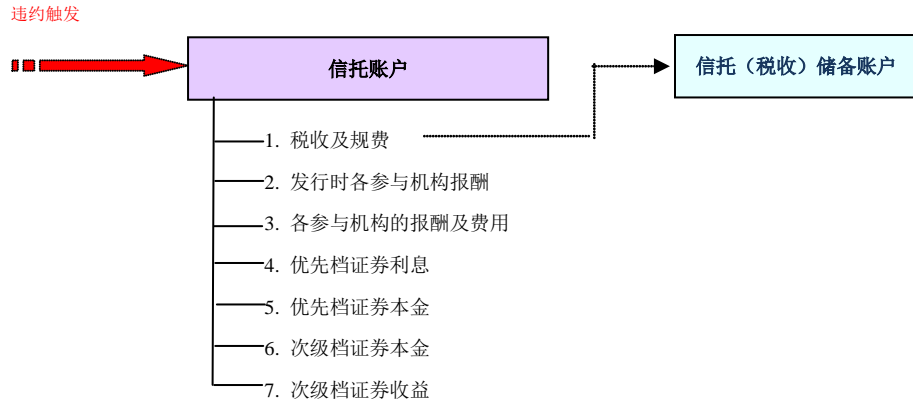 违约触发
信托账户
信托（税收）储备账户
1. 税收及规费
2. 发行时各参与机构报酬
3. 各参与机构的报酬及费用
4. 优先档证券利息
5. 优先档证券本金
6. 次级档证券本金
7. 次级档证券收益